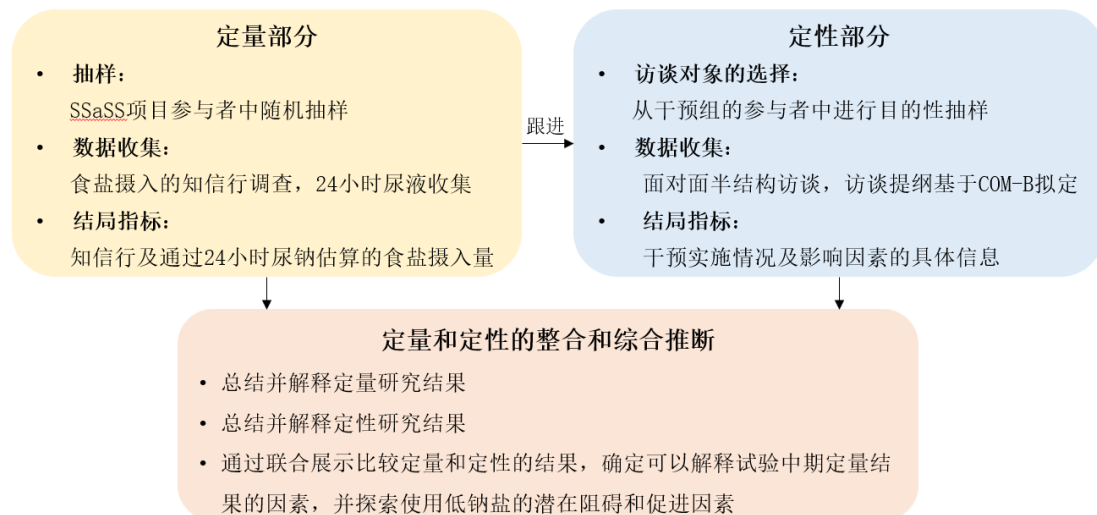 定量部分
• 抽样：
SSaSS项目参与者中随机抽样
• 数据收集：
食盐摄入的知信行调查，24小时尿液收集
• 结局指标：
知信行及通过24小时尿钠估算的食盐摄入量
跟进
定性部分
• 访谈对象的选择：
从干预组的参与者中进行目的性抽样
• 数据收集：
面对面半结构访谈，访谈提纲基于COM-B拟定
• 结局指标：
干预实施情况及影响因素的具体信息
定量和定性的整合和综合推断
• 总结并解释定量研究结果
• 总结并解释定性研究结果
• 通过联合展示比较定量和定性的结果，确定可以解释试验中期定量结
果的因素，并探索使用低钠盐的潜在阻碍和促进因素